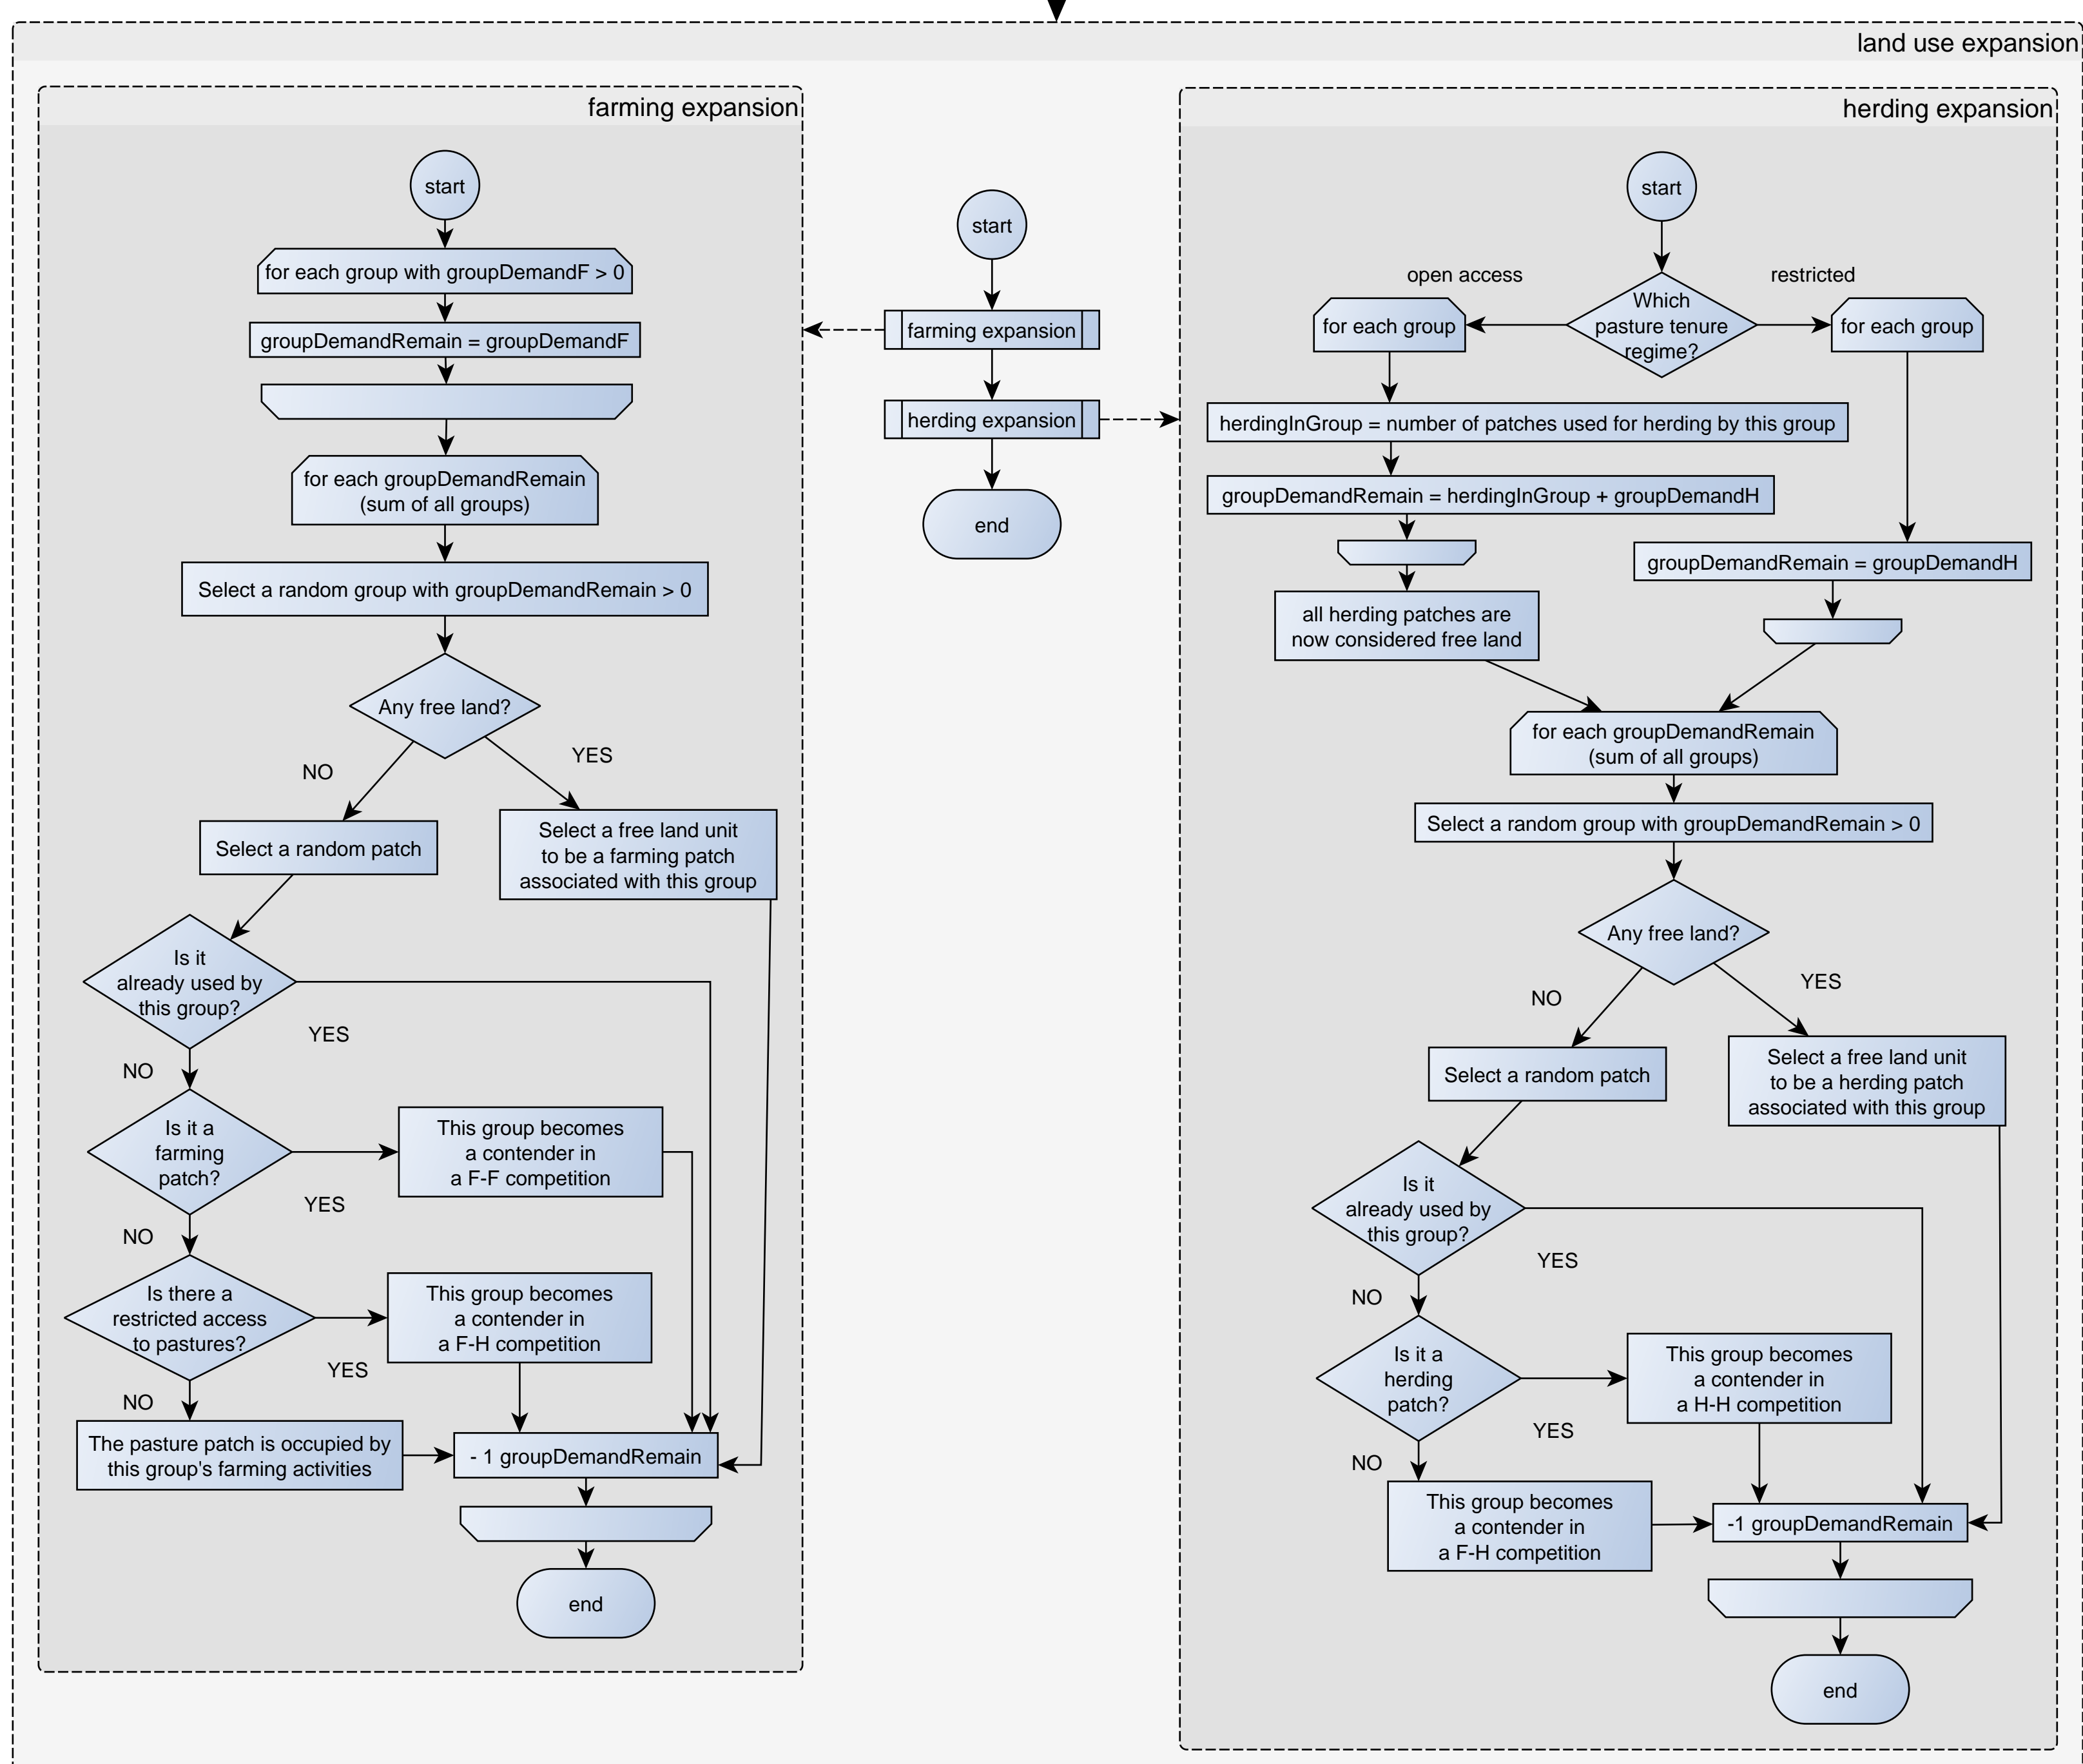 land use expansion
farming expansion
start
for each group with groupDemandF > 0
groupDemandRemain = groupDemandF
for each groupDemandRemain
(sum of all groups)
Select a random group with groupDemandRemain > 0
Any free land?
NO
YES
Select a random patch
Select a free land unit
to be a farming patch
associated with this group
Is it
already used by
this group?
YES
NO
Is it a
farming
patch?
This group becomes
a contender in
a F-F competition
YES
NO
Is there a
restricted access
to pastures?
This group becomes
a contender in
a F-H competition
YES
NO
The pasture patch is occupied by
this group's farming activities
- 1 groupDemandRemain
end
start
farming expansion
herding expansion
end
herding expansion
start
open access
restricted
Which
pasture tenure
regime?
for each group
for each group
herdingInGroup = number of patches used for herding by this group
groupDemandRemain = herdingInGroup + groupDemandH
groupDemandRemain = groupDemandH
all herding patches are
now considered free land
for each groupDemandRemain
(sum of all groups)
Select a random group with groupDemandRemain > 0
Any free land?
NO
YES
Select a random patch
Select a free land unit
to be a herding patch
associated with this group
Is it
already used by
this group?
YES
NO
Is it a
herding
patch?
This group becomes
a contender in
a H-H competition
YES
NO
This group becomes
a contender in
a F-H competition
-1 groupDemandRemain
end